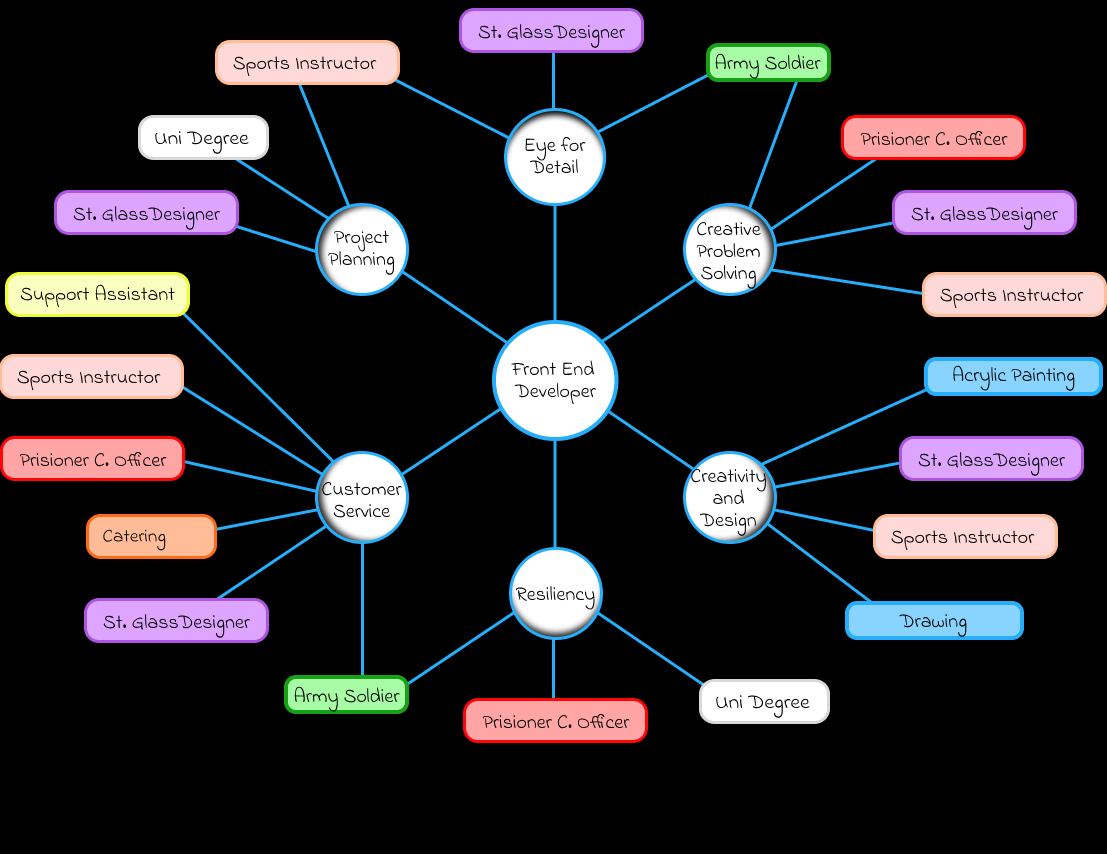 St. GlassDesigner
Sports Instructor
Army Soldier
Uni Degree
Eye for
Detail
Prisioner C. Officer
St. GlassDesigner
St. GlassDesigner
Project
Planning
Creative
Problem
Solving
Support Assistant
Sports Instructor
Front End
Developer
Sports Instructor
Acrylic Painting
Prisioner C. Officer
St. GlassDesigner
Customer
Service
Creativity
and
Design
Catering
Sports Instructor
Resiliency
St. GlassDesigner
Drawing
Army Soldier
Prisioner C. Officer
Uni Degree